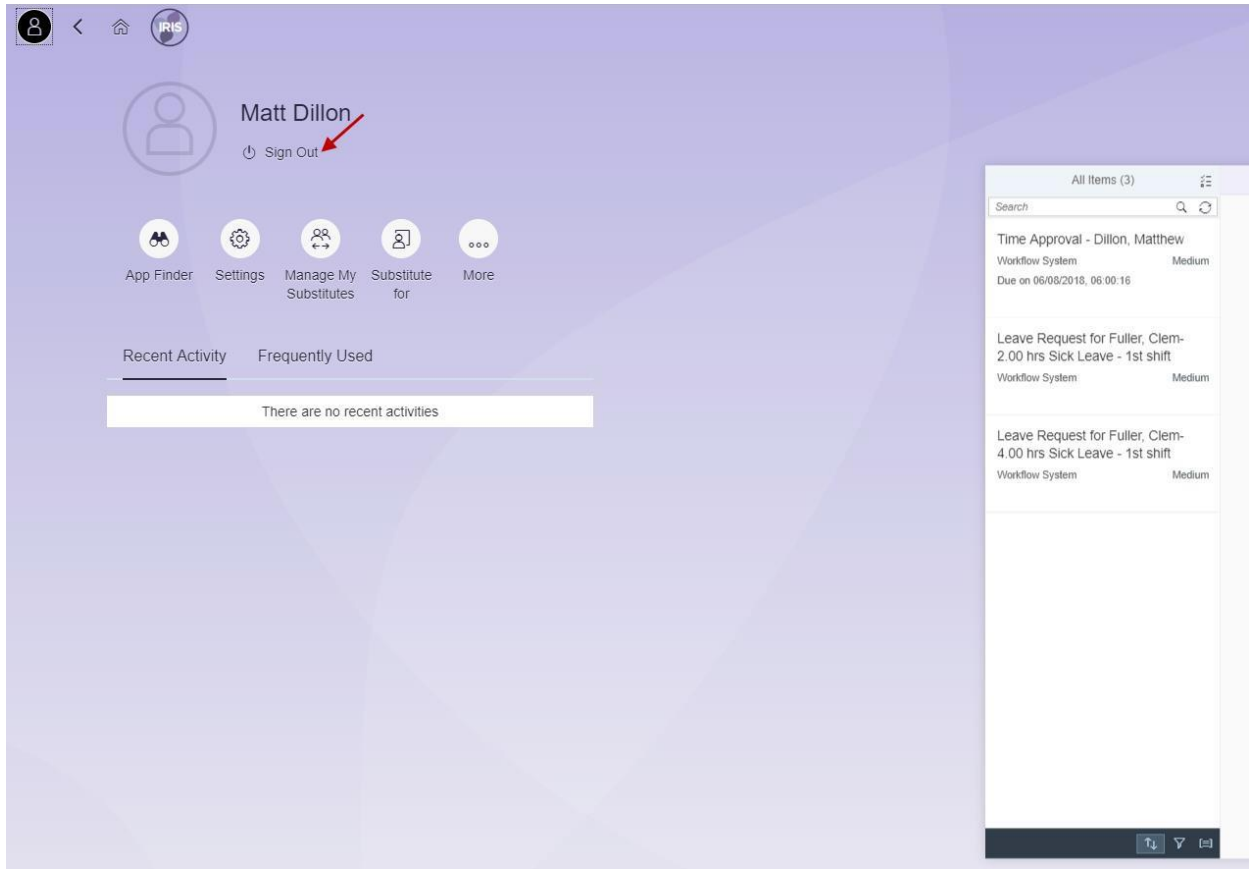 IRIS
Matt Dillon
Sign Out
App Finder
Settings
Manage My
Substitutes
Substitute
for
More
Recent Activity
Frequently Used
There are no recent activities
All Items (3)
Search
Time Approval - Dillon, Matthew
Workflow System Medium
Due on 06/08/2018, 06:00:16
Leave Request for Fuller, Clem-
2.00 hrs Sick Leave - 1st shift
Workflow System Medium
Leave Request for Fuller, Clem-
4.00 hrs Sick Leave - 1st shift
Workflow System Medium